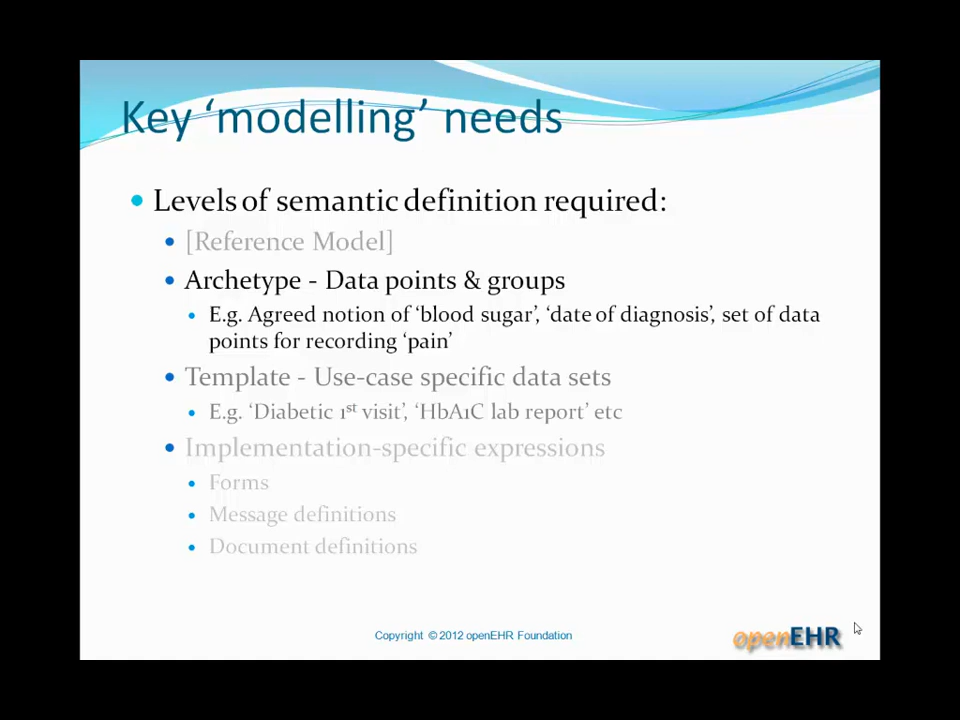 Key ‘modelling’ needs
Levels of semantic definition required:
[Reference Model]
Archetype - Data points & groups
E.g. Agreed notion of ‘blood sugar’, ‘date of diagnosis’, set of data
points for recording ‘pain’
Template - Use-case specific data sets
E.g. ‘Diabetic 1st visit’, ‘HbA1C lab report’ etc
Implementation-specific expressions
Forms
Message definitions
Document definitions
Copyright © 2012 openEHR Foundation
openEHR